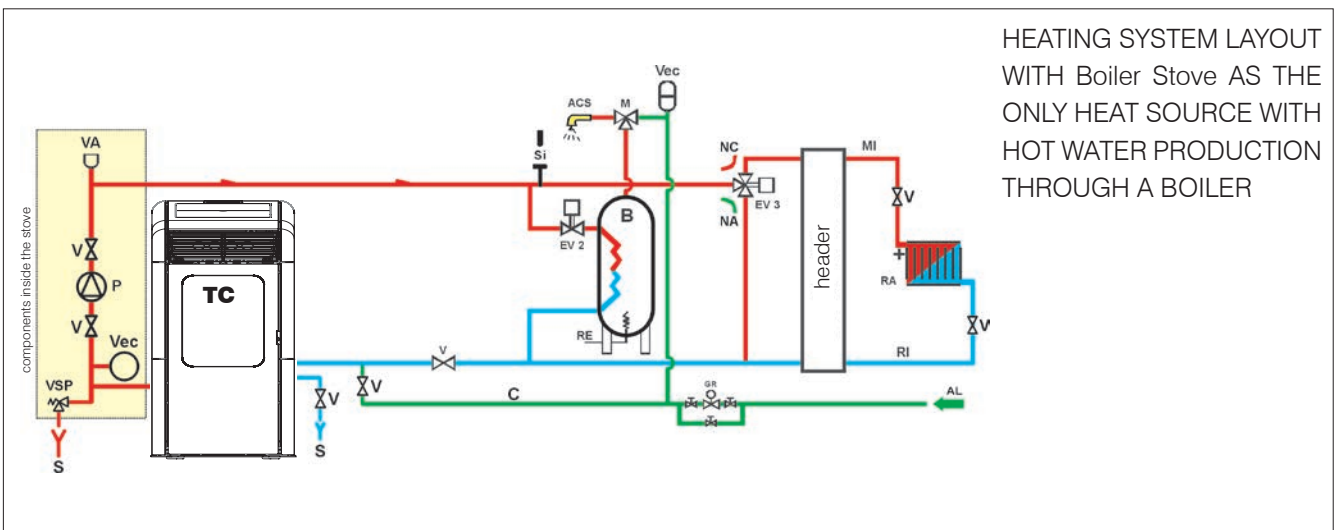 HEATING SYSTEM LAYOUT
WITH Boiler Stove AS THE
ONLY HEAT SOURCE WITH
HOT WATER PRODUCTION
THROUGH A BOILER
components inside the stove
VA
V
P
V
Vec
VSP
S
TC
V
S
V
V
C
Si
EV 2
ACS
M
Vec
B
RE
NC
NA
EV 3
header
MI
V
RA
V
RI
GR
AL